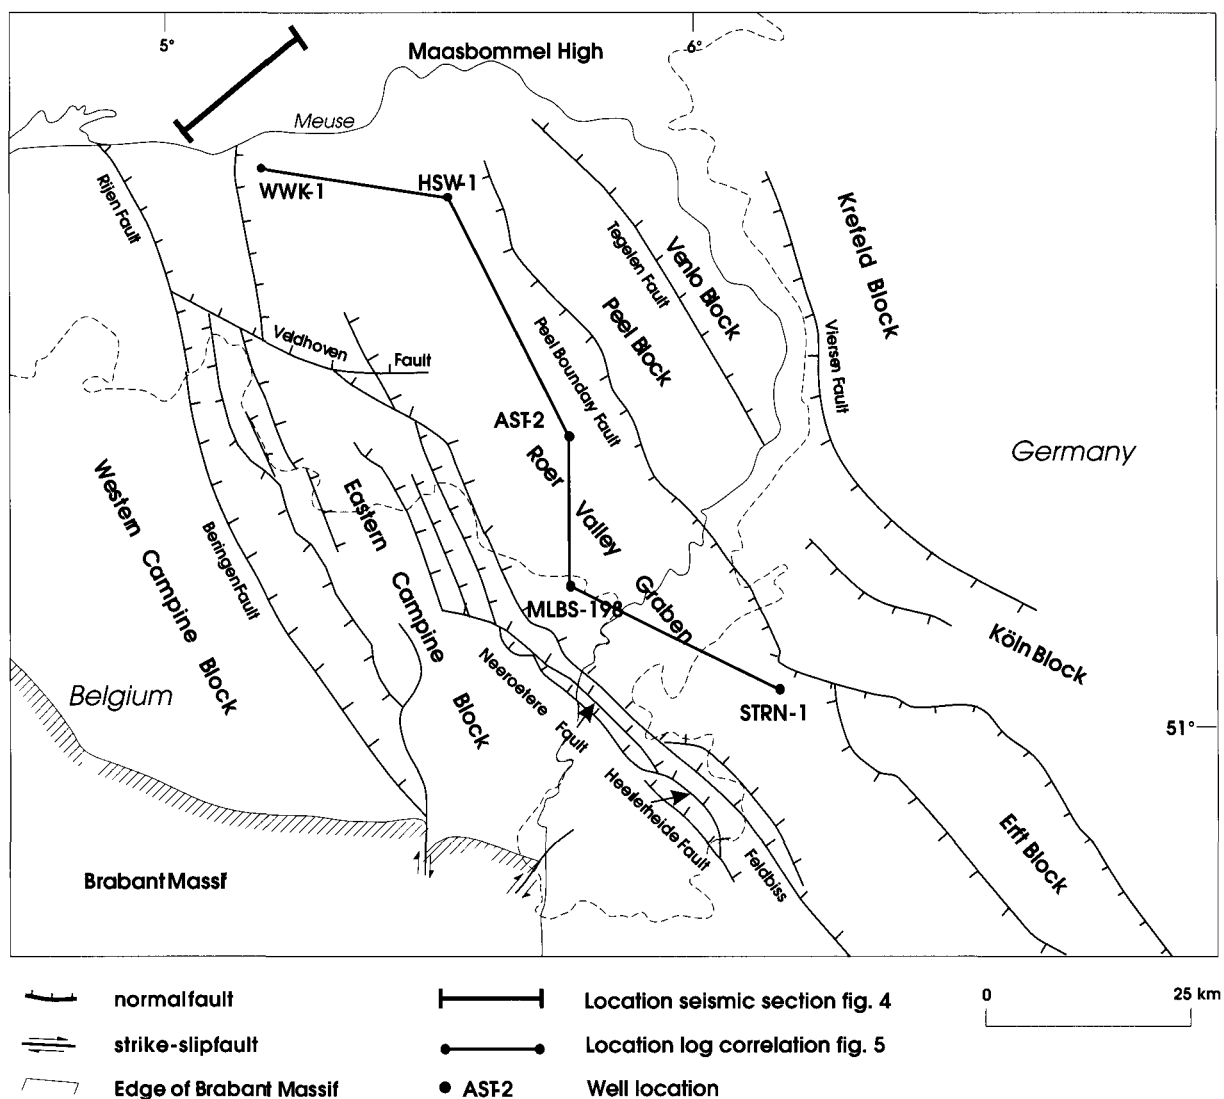 5°
6°
Maasbommel High
Meuse
WWK-1
HSW-1
Rijen Fault
Tegelen Fault
Venlo Block
Krefeld Block
Peel Block
Peel Boundary Fault
Viersen Fault
Veldhoven
Fault
AST-2
Roer
Valley
Graben
Germany
Western Campine Block
Eastern
Campine
Block
Beringen Fault
MLBS-198
Köln Block
Belgium
Neeroetere Fault
STRN-1
51°
Heerlerheide Fault
Feldbiss
Erft Block
Brabant Massif
normal fault
Location seismic section fig. 4
0
25 km
strike-slip fault
Location log correlation fig. 5
Edge of Brabant Massif
AST-2
Well location